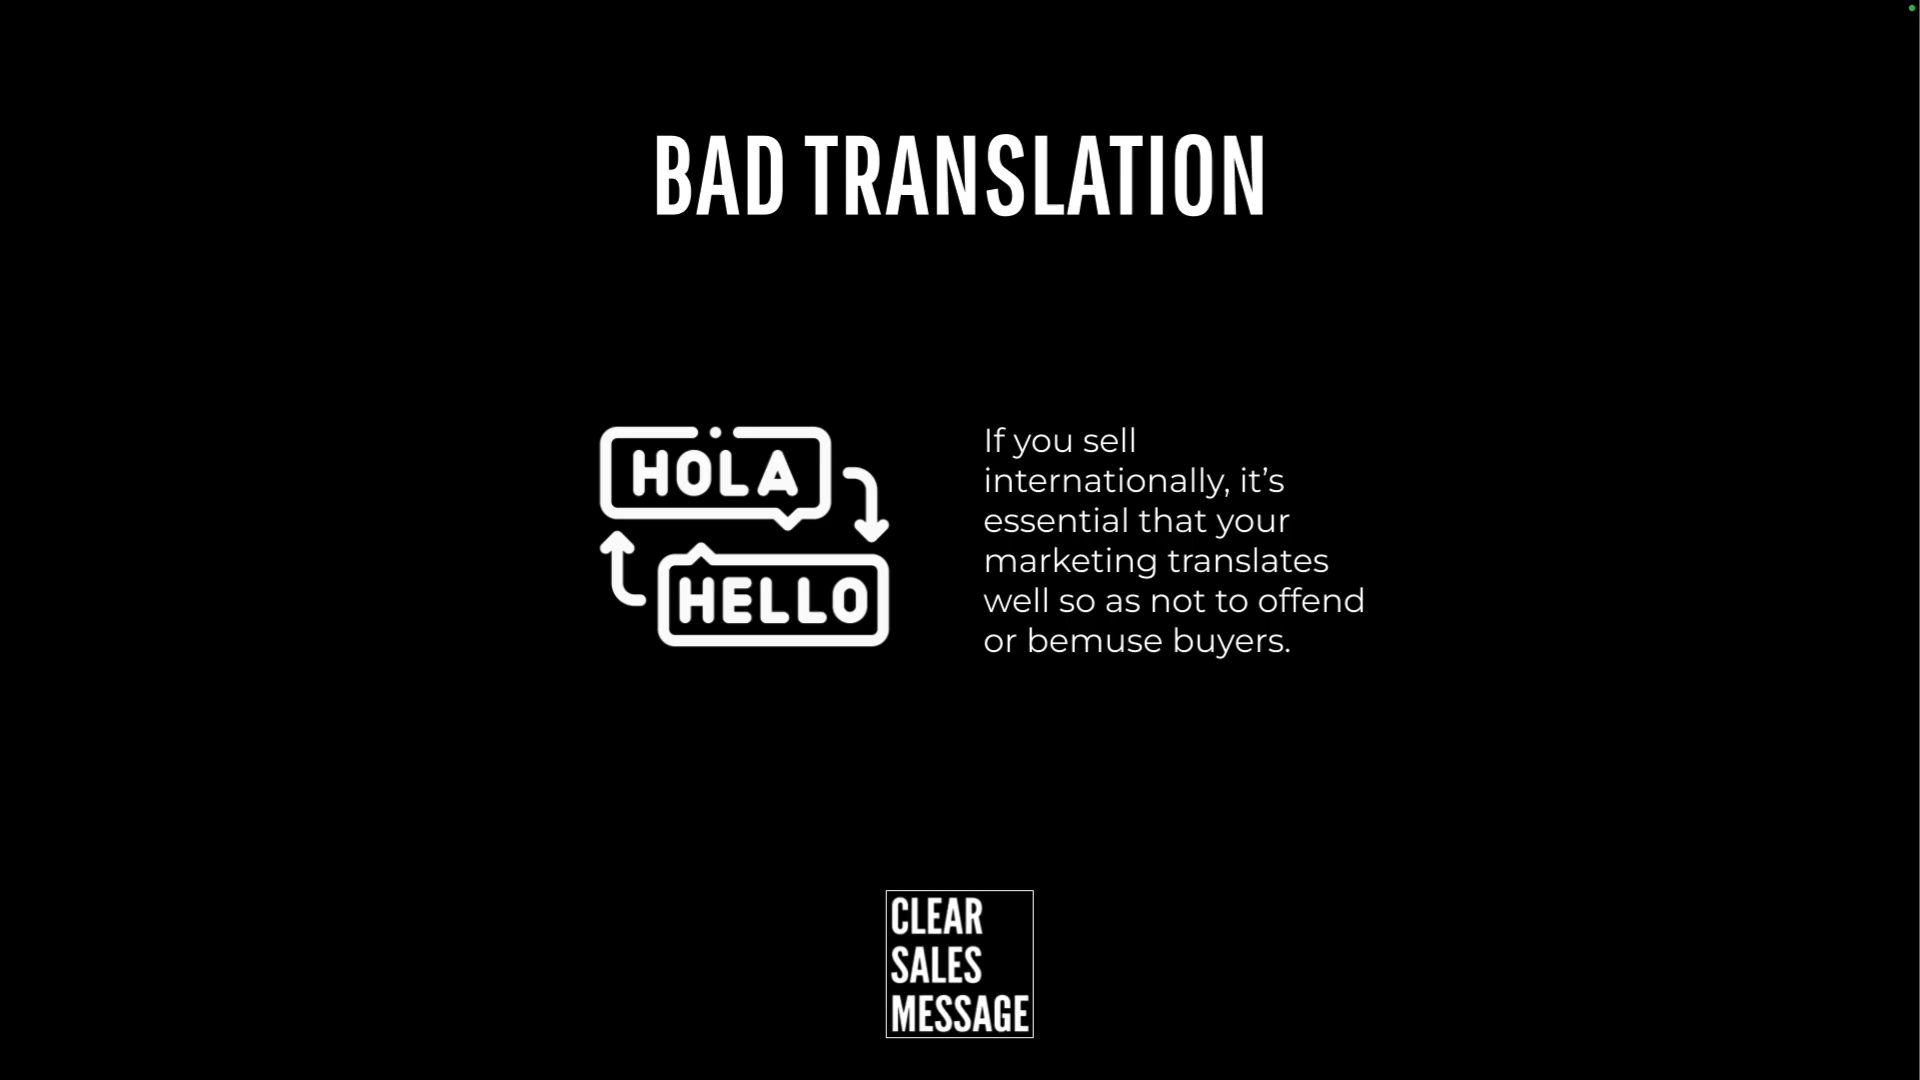 BAD TRANSLATION
HOLA
HELLO
If you sell
internationally, it’s
essential that your
marketing translates
well so as not to offend
or bemuse buyers.
CLEAR
SALES
MESSAGE